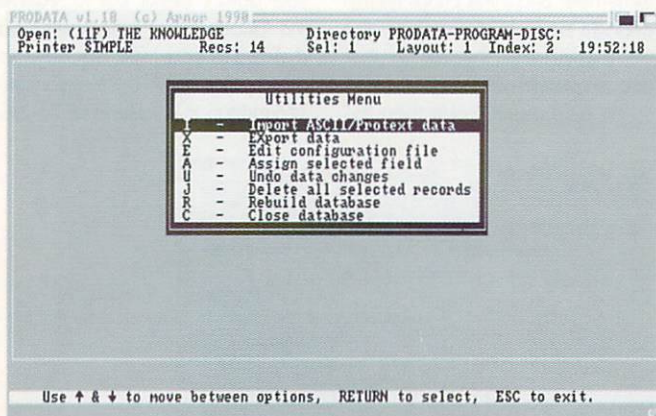 PRODATA v1.18 (c) Arnor 1990
Open: (11F) THE KNOWLEDGE Directory PRODATA-PROGRAM-DISC:
Printer SIMPLE Recs: 14 Sel: 1 Layout: 1 Index: 2 19:52:18
Utilities Menu
I - Import ASCII/Protext data
X - EXport data
E - Edit configuration file
A - Assign selected field
U - Undo data changes
J - Delete all selected records
R - Rebuild database
C - Close database
Use ↑ & ↓ to move between options, RETURN to select, ESC to exit.